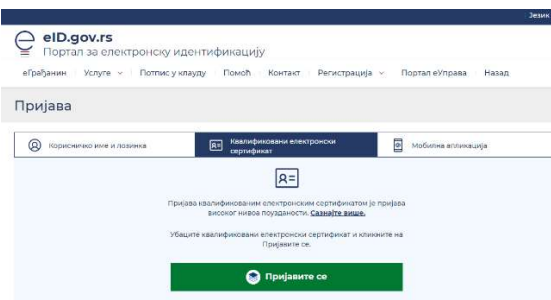 Језик
eID.gov.rs
Портал за електронску идентификацију
еГрађанин Услуге Потпис у клауду Помоћ Контакт Регистрација Портал еУправа Назад
Пријава
Корисничко име и лозинка
Квалификовани електронски
сертификат
Мобилна апликација
Пријава квалификованим електронским сертификатом је пријава
високог нивоа поузданости. Сазнајте више.
Убаците квалификовани електронски сертификат и кликните на
Пријавите се.
Пријавите се